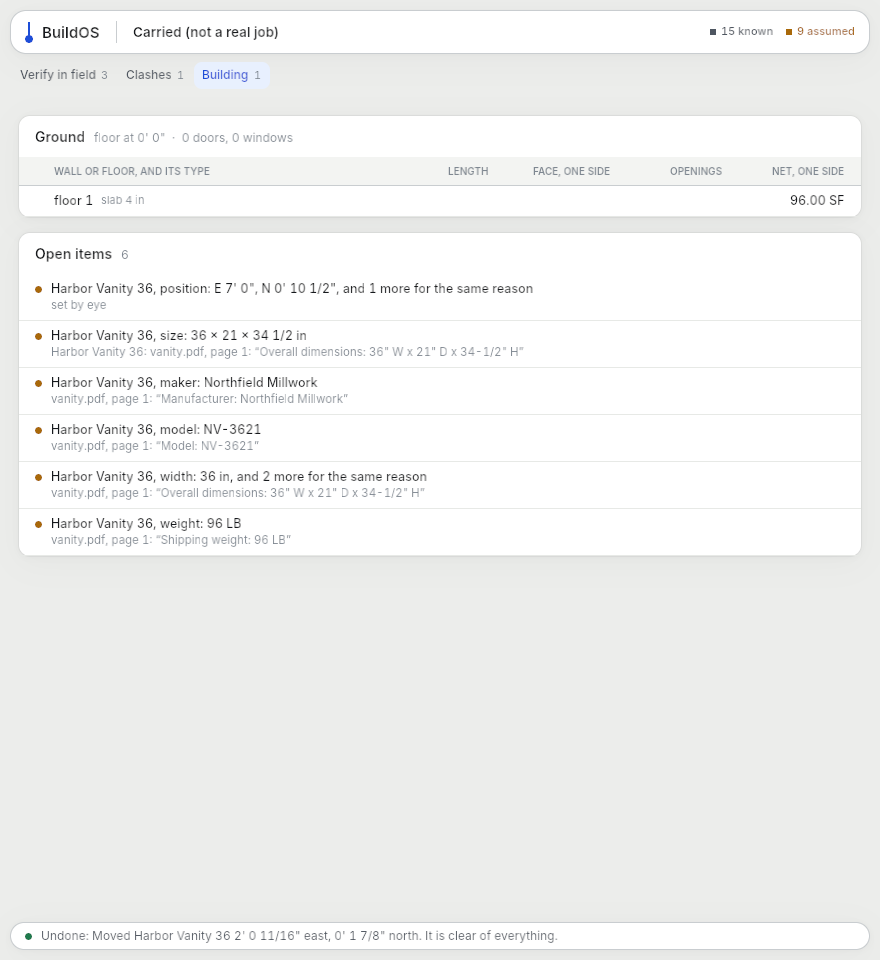 BuildOS
Carried (not a real job)
15 known
9 assumed
Verify in field 3
Clashes 1
Building 1
Ground floor at 0' 0" · 0 doors, 0 windows
WALL OR FLOOR, AND ITS TYPE LENGTH FACE, ONE SIDE OPENINGS NET, ONE SIDE
floor 1 slab 4 in 96.00 SF
Open items 6
Harbor Vanity 36, position: E 7' 0", N 0' 10 1/2", and 1 more for the same reason
set by eye
Harbor Vanity 36, size: 36 × 21 × 34 1/2 in
Harbor Vanity 36: vanity.pdf, page 1: “Overall dimensions: 36" W x 21" D x 34-1/2" H”
Harbor Vanity 36, maker: Northfield Millwork
vanity.pdf, page 1: “Manufacturer: Northfield Millwork”
Harbor Vanity 36, model: NV-3621
vanity.pdf, page 1: “Model: NV-3621”
Harbor Vanity 36, width: 36 in, and 2 more for the same reason
vanity.pdf, page 1: “Overall dimensions: 36" W x 21" D x 34-1/2" H”
Harbor Vanity 36, weight: 96 LB
vanity.pdf, page 1: “Shipping weight: 96 LB”
Undone: Moved Harbor Vanity 36 2' 0 11/16" east, 0' 1 7/8" north. It is clear of everything.